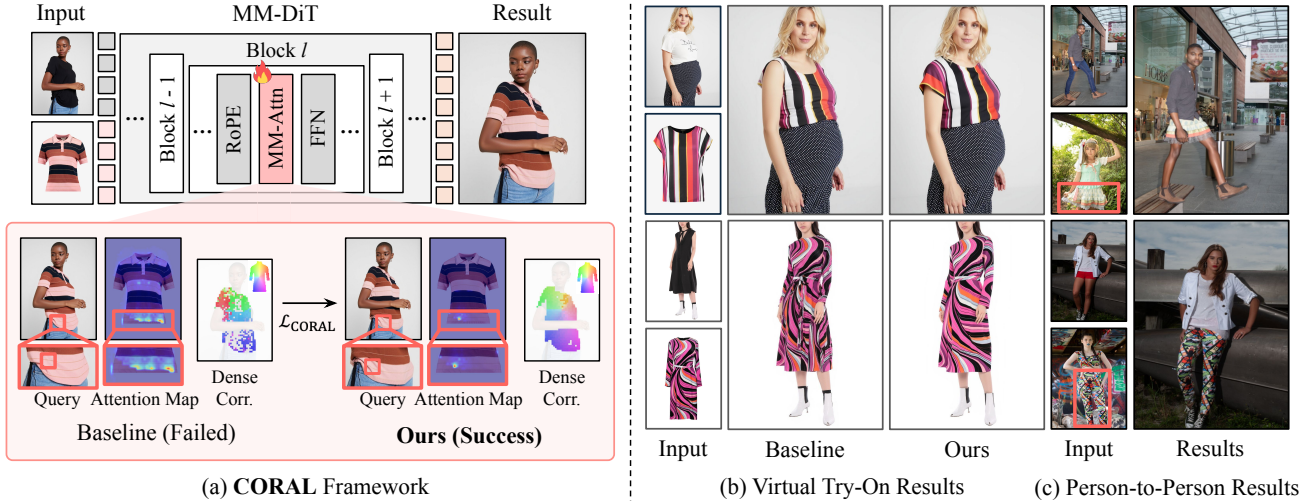 Input
MM-DiT
Result
Block l
Block l - 1
RoPE
MM-Attn
FFN
Block l + 1
...
...
...
...
L_CORAL
Dense
Corr.
Dense
Corr.
Query
Attention Map
Query
Attention Map
Baseline (Failed)
Ours (Success)
(a) CORAL Framework
Input
Baseline
Ours
Input
Results
(b) Virtual Try-On Results
(c) Person-to-Person Results